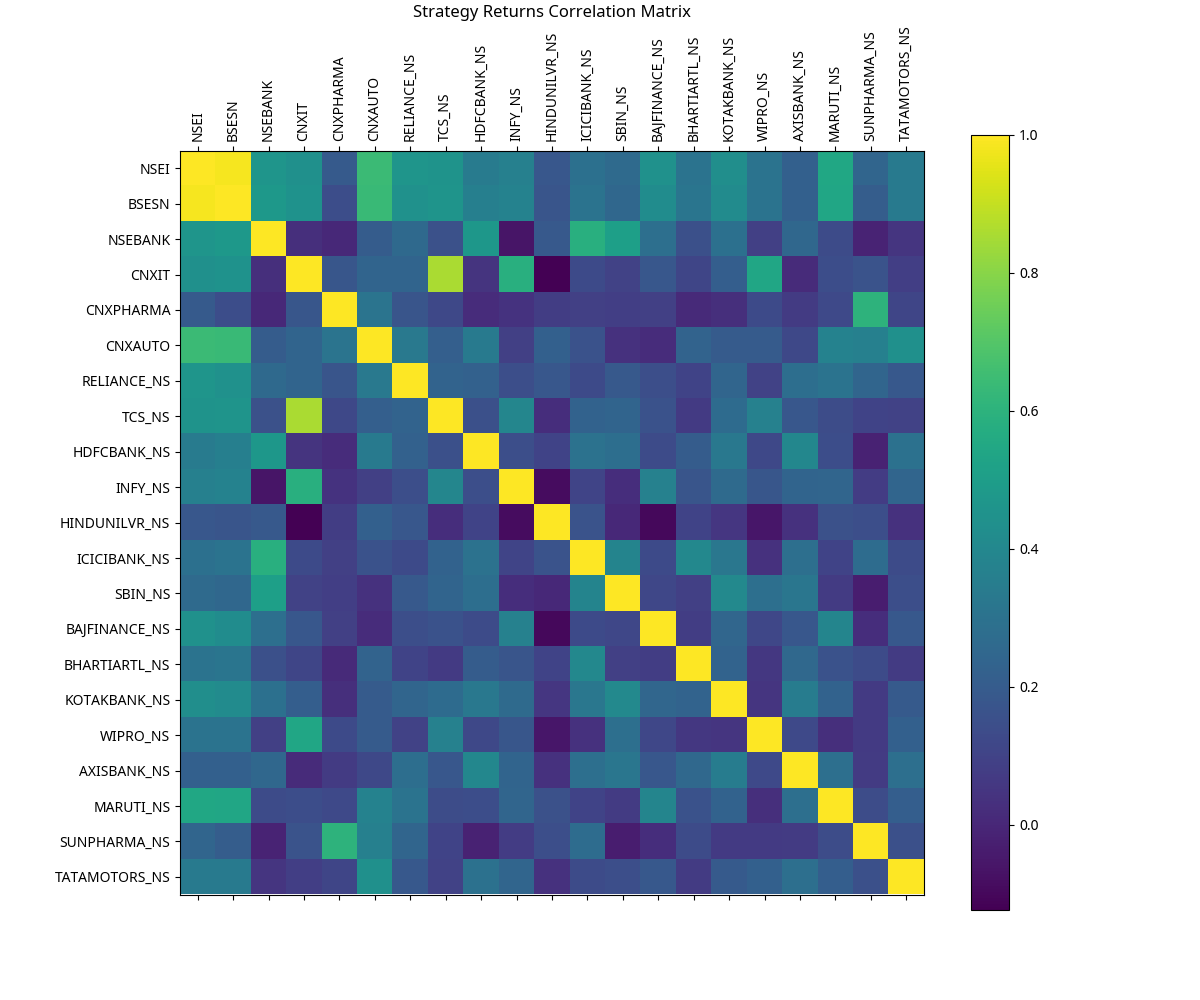 Strategy Returns Correlation Matrix
NSEI
BSESN
NSEBANK
CNXIT
CNXPHARMA
CNXAUTO
RELIANCE_NS
TCS_NS
HDFCBANK_NS
INFY_NS
HINDUNILVR_NS
ICICIBANK_NS
SBIN_NS
BAJFINANCE_NS
BHARTIARTL_NS
KOTAKBANK_NS
WIPRO_NS
AXISBANK_NS
MARUTI_NS
SUNPHARMA_NS
TATAMOTORS_NS
NSEI
BSESN
NSEBANK
CNXIT
CNXPHARMA
CNXAUTO
RELIANCE_NS
TCS_NS
HDFCBANK_NS
INFY_NS
HINDUNILVR_NS
ICICIBANK_NS
SBIN_NS
BAJFINANCE_NS
BHARTIARTL_NS
KOTAKBANK_NS
WIPRO_NS
AXISBANK_NS
MARUTI_NS
SUNPHARMA_NS
TATAMOTORS_NS
1.0
0.8
0.6
0.4
0.2
0.0